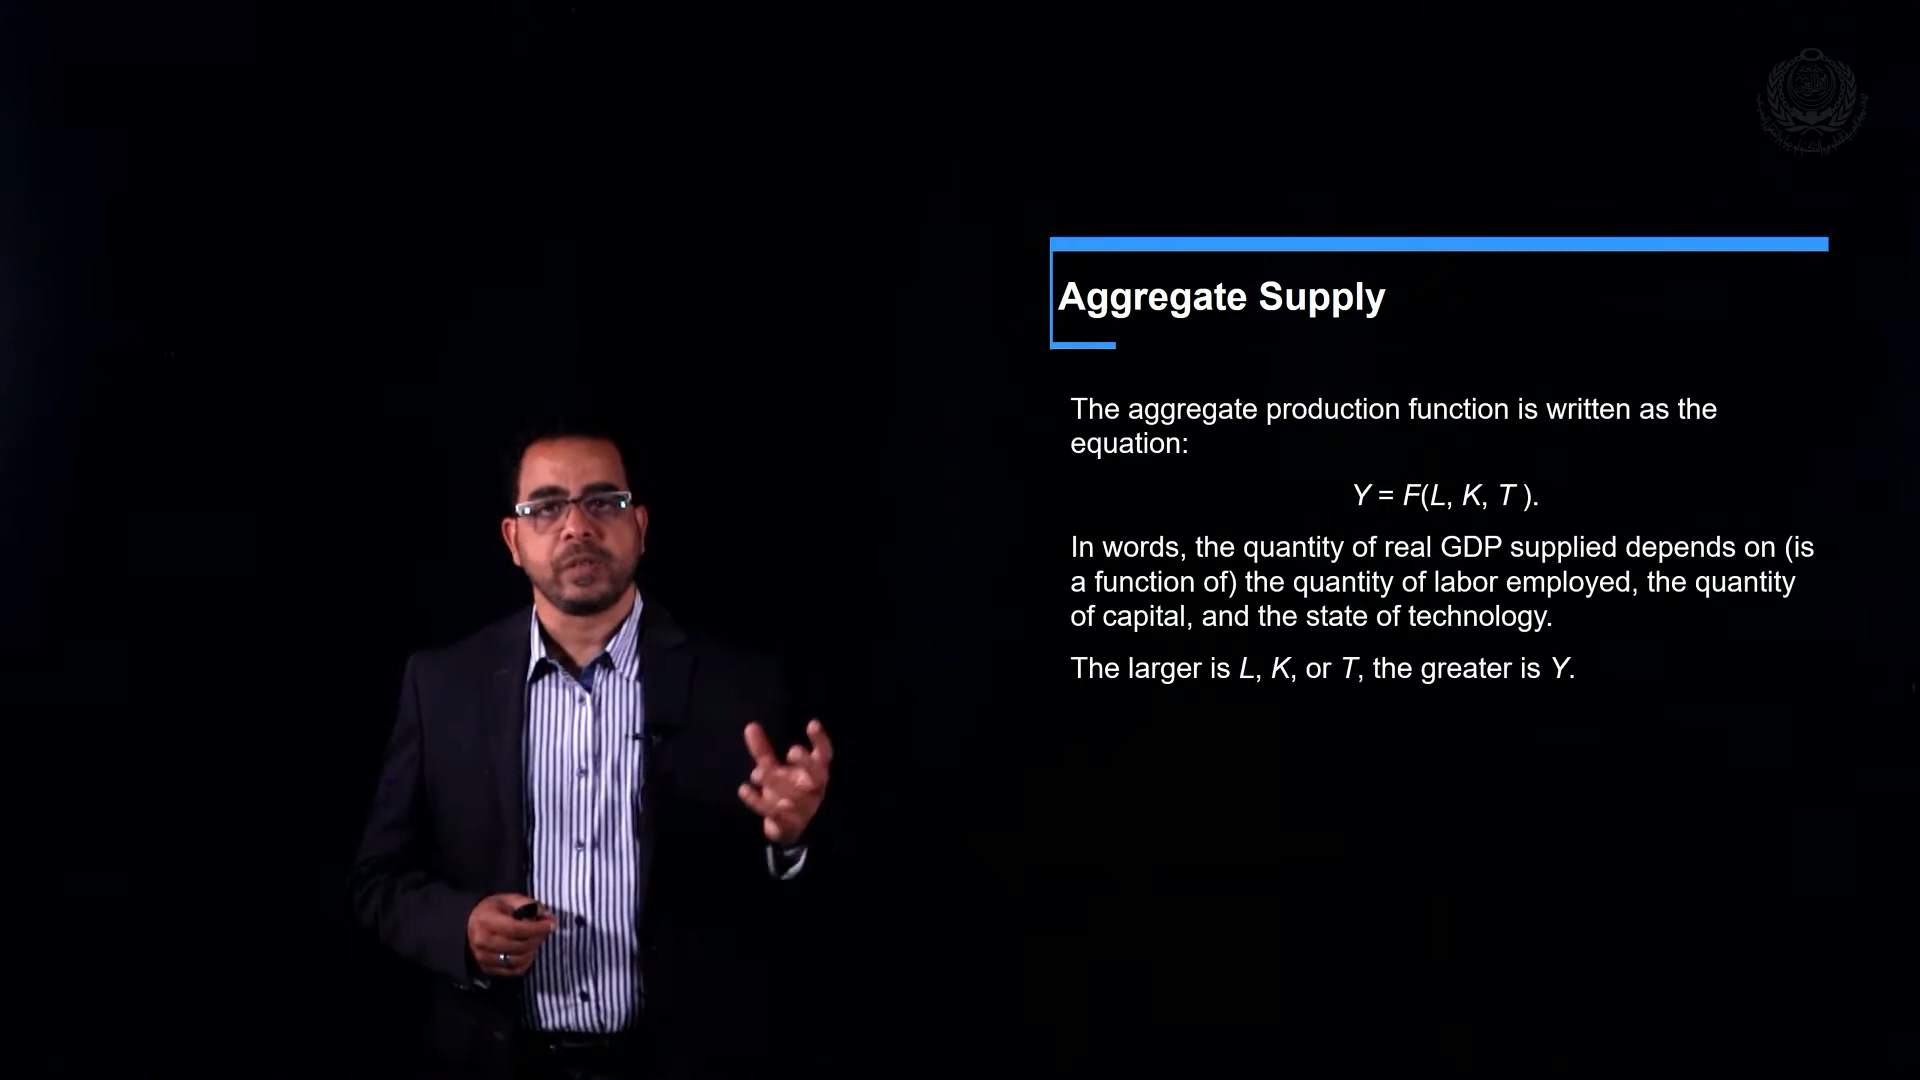 Aggregate Supply
The aggregate production function is written as the
equation:
Y = F(L, K, T ).
In words, the quantity of real GDP supplied depends on (is
a function of) the quantity of labor employed, the quantity
of capital, and the state of technology.
The larger is L, K, or T, the greater is Y.